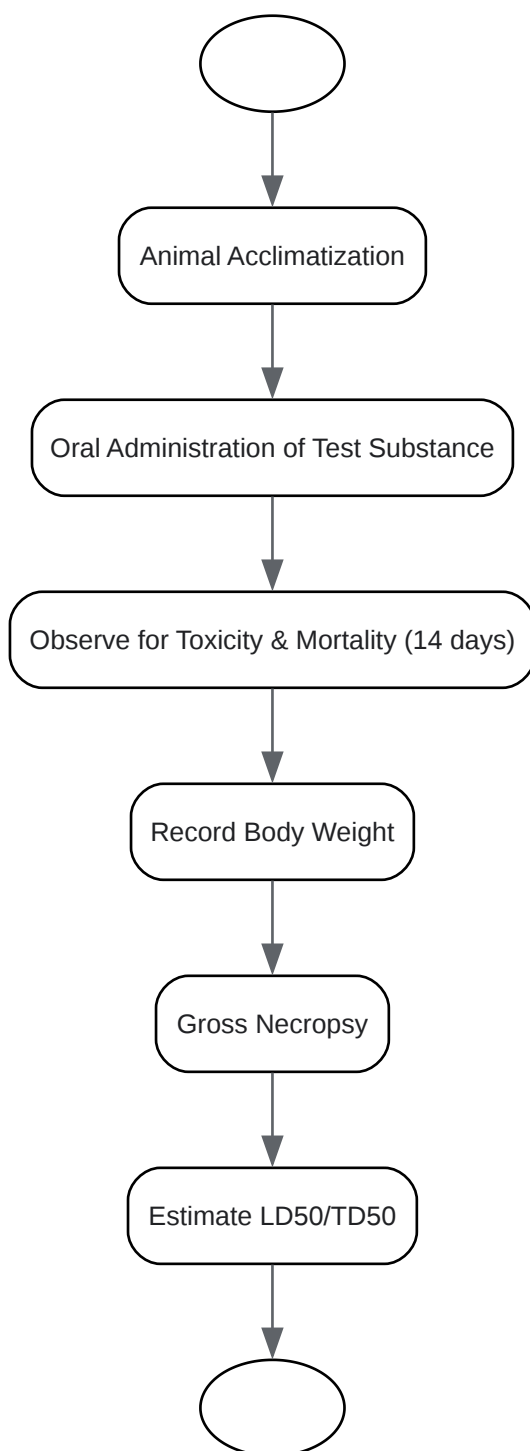 Animal Acclimatization
Oral Administration of Test Substance
Observe for Toxicity & Mortality (14 days)
Record Body Weight
Gross Necropsy
Estimate LD50/TD50